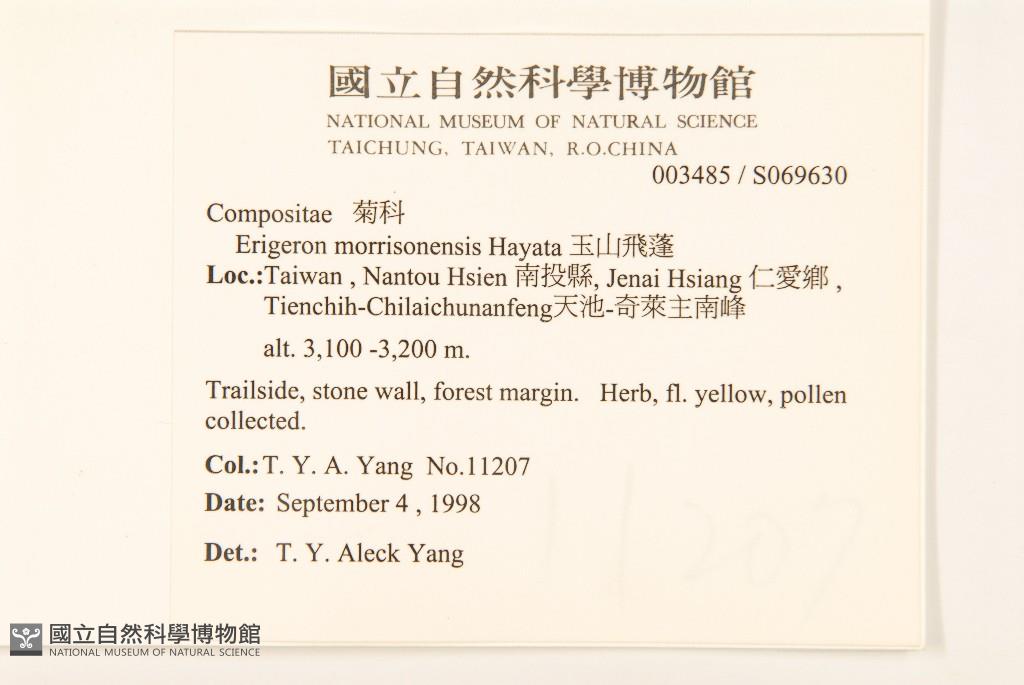 國立自然科學博物館
NATIONAL MUSEUM OF NATURAL SCIENCE
TAICHUNG, TAIWAN, R.O.CHINA
003485 / S069630
Compositae 菊科
Erigeron morrisonensis Hayata 玉山飛蓬
Loc.:Taiwan , Nantou Hsien 南投縣, Jenai Hsiang 仁愛鄉 ,
Tienchih-Chilaichunanfeng天池-奇萊主南峰
alt. 3,100 -3,200 m.
Trailside, stone wall, forest margin. Herb, fl. yellow, pollen
collected.
Col.:T. Y. A. Yang No.11207
Date: September 4 , 1998
Det.: T. Y. Aleck Yang
11207
國立自然科學博物館
NATIONAL MUSEUM OF NATURAL SCIENCE